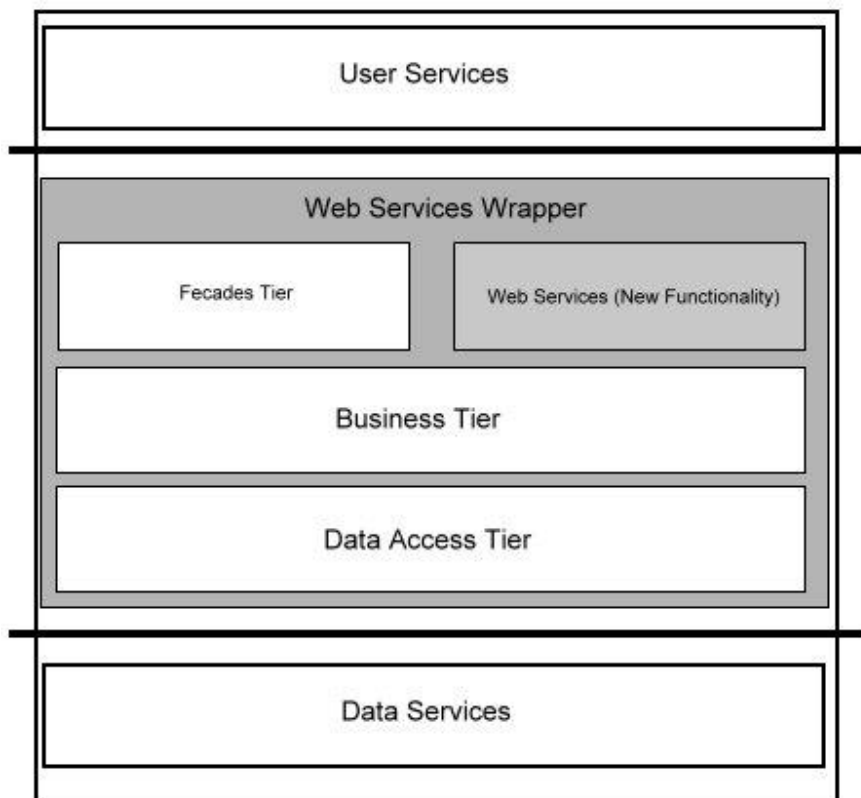 User Services
Web Services Wrapper
Fecades Tier
Web Services (New Functionality)
Business Tier
Data Access Tier
Data Services